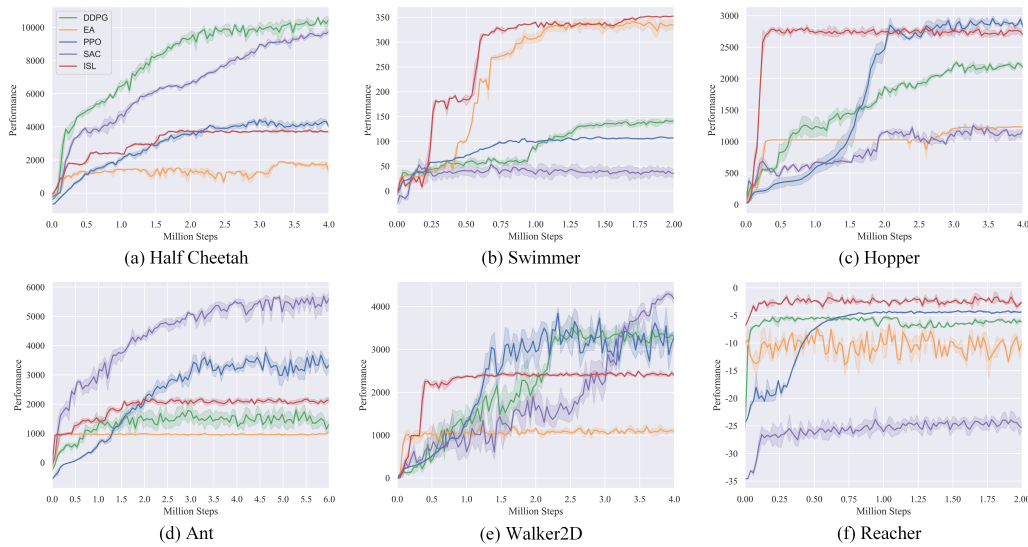 DDPG
EA
PPO
SAC
ISL
Performance
10000
8000
6000
4000
2000
0
0.0 0.5 1.0 1.5 2.0 2.5 3.0 3.5 4.0
Million Steps
(a) Half Cheetah
Performance
350
300
250
200
150
100
50
0
0.00 0.25 0.50 0.75 1.00 1.25 1.50 1.75 2.00
Million Steps
(b) Swimmer
Performance
3000
2500
2000
1500
1000
500
0
0.0 0.5 1.0 1.5 2.0 2.5 3.0 3.5 4.0
Million Steps
(c) Hopper
Performance
6000
5000
4000
3000
2000
1000
0
0.0 0.5 1.0 1.5 2.0 2.5 3.0 3.5 4.0 4.5 5.0 5.5 6.0
Million Steps
(d) Ant
Performance
4000
3000
2000
1000
0
0.0 0.5 1.0 1.5 2.0 2.5 3.0 3.5 4.0
Million Steps
(e) Walker2D
Performance
0
-5
-10
-15
-20
-25
-30
-35
0.00 0.25 0.50 0.75 1.00 1.25 1.50 1.75 2.00
Million Steps
(f) Reacher